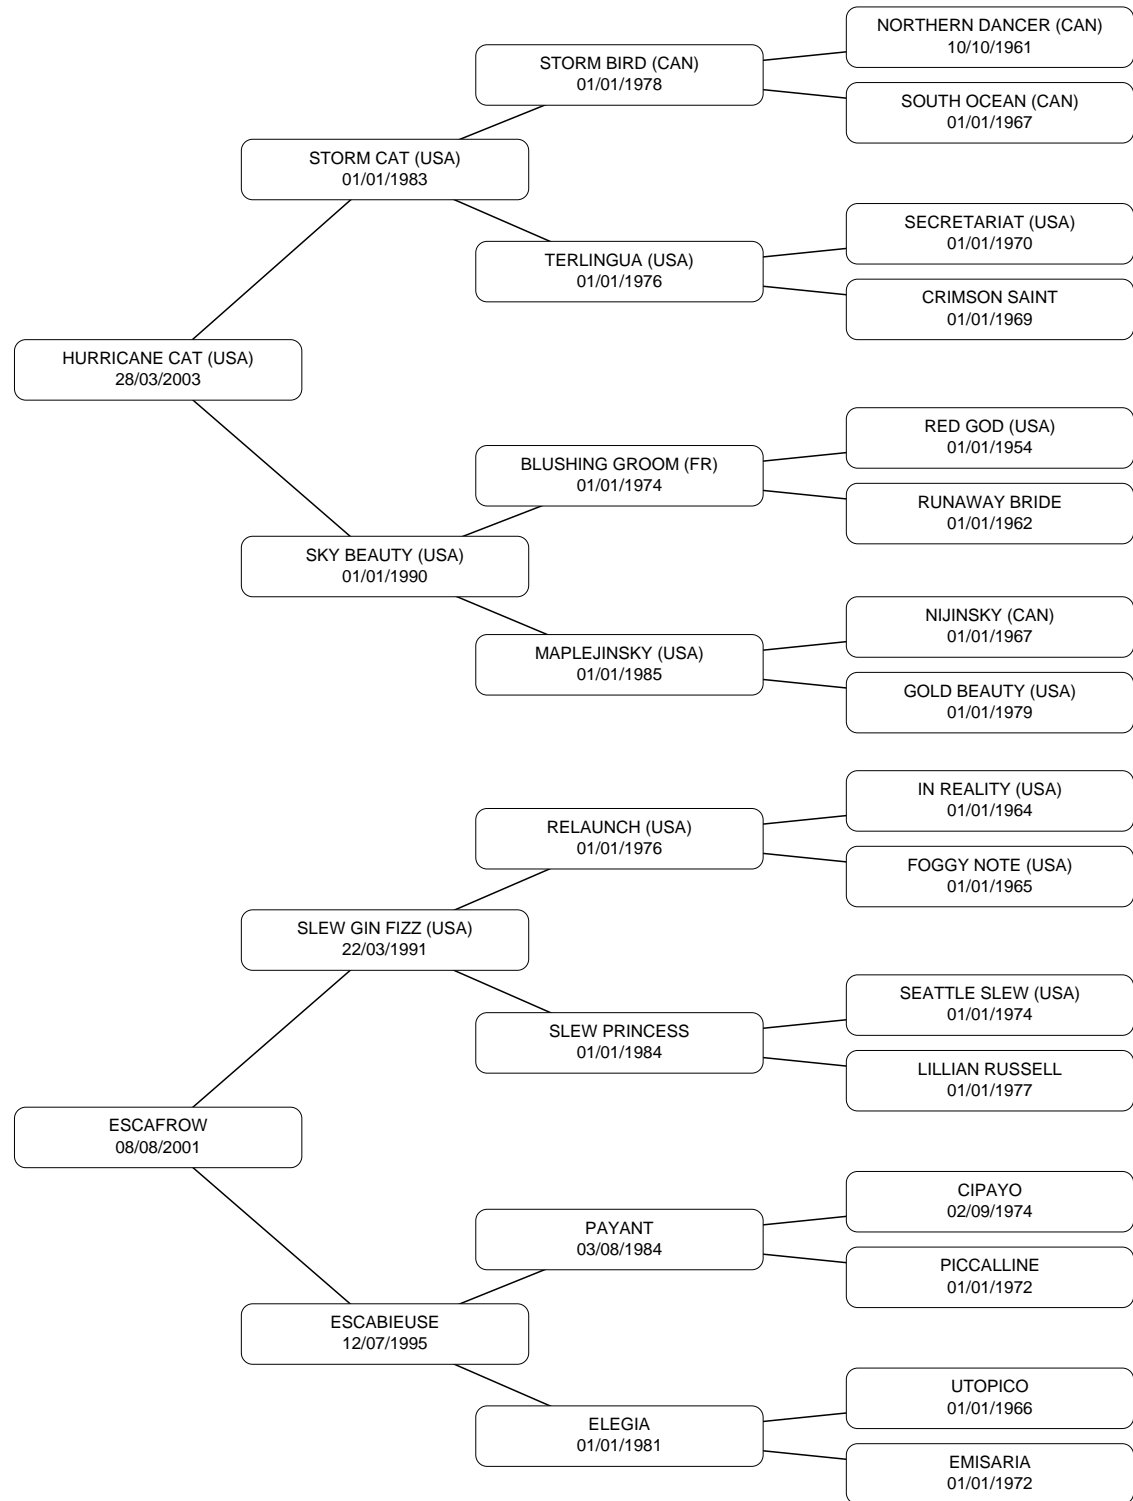 NORTHERN DANCER (CAN)
10/10/1961
STORM BIRD (CAN)
01/01/1978
SOUTH OCEAN (CAN)
01/01/1967
STORM CAT (USA)
01/01/1983
SECRETARIAT (USA)
01/01/1970
TERLINGUA (USA)
01/01/1976
CRIMSON SAINT
01/01/1969
HURRICANE CAT (USA)
28/03/2003
RED GOD (USA)
01/01/1954
BLUSHING GROOM (FR)
01/01/1974
RUNAWAY BRIDE
01/01/1962
SKY BEAUTY (USA)
01/01/1990
NIJINSKY (CAN)
01/01/1967
MAPLEJINSKY (USA)
01/01/1985
GOLD BEAUTY (USA)
01/01/1979
IN REALITY (USA)
01/01/1964
RELAUNCH (USA)
01/01/1976
FOGGY NOTE (USA)
01/01/1965
SLEW GIN FIZZ (USA)
22/03/1991
SEATTLE SLEW (USA)
01/01/1974
SLEW PRINCESS
01/01/1984
LILLIAN RUSSELL
01/01/1977
ESCAFROW
08/08/2001
CIPAYO
02/09/1974
PAYANT
03/08/1984
PICCALLINE
01/01/1972
ESCABIEUSE
12/07/1995
UTOPICO
01/01/1966
ELEGIA
01/01/1981
EMISARIA
01/01/1972